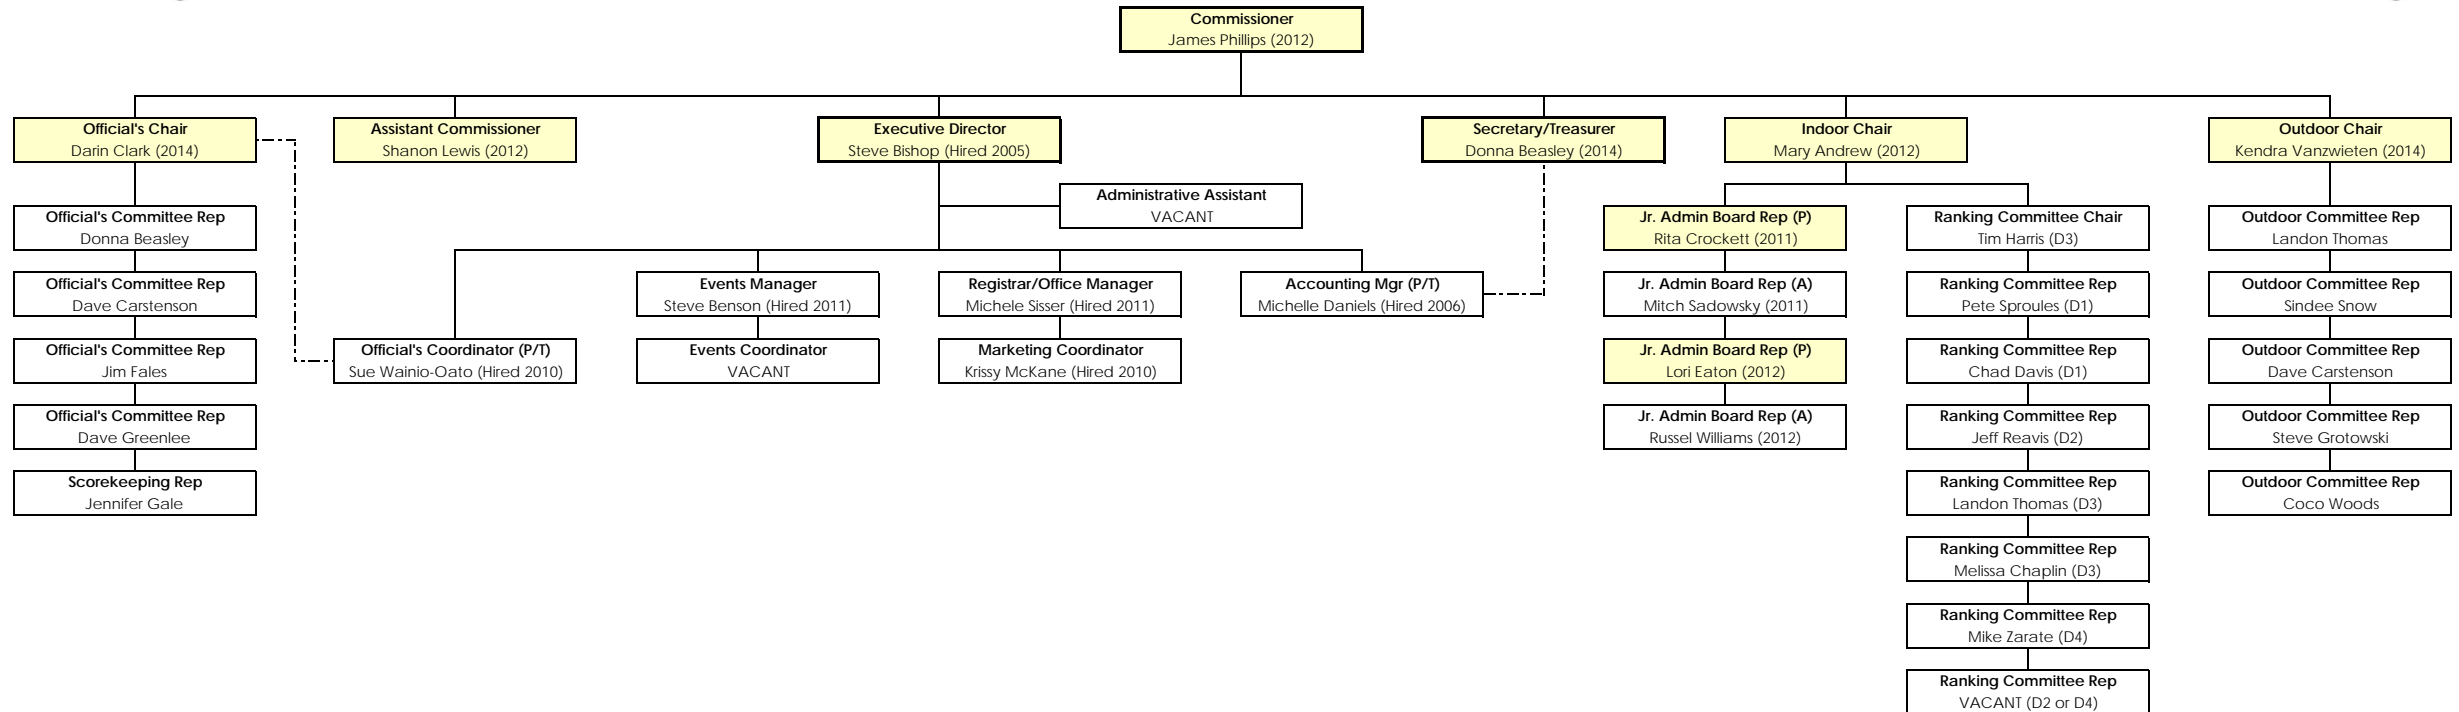 Commissioner
James Phillips (2012)
Official's Chair
Darin Clark (2014)
Assistant Commissioner
Shanon Lewis (2012)
Executive Director
Steve Bishop (Hired 2005)
Secretary/Treasurer
Donna Beasley (2014)
Indoor Chair
Mary Andrew (2012)
Outdoor Chair
Kendra Vanzwieten (2014)
Administrative Assistant
VACANT
Official's Committee Rep
Donna Beasley
Jr. Admin Board Rep (P)
Rita Crockett (2011)
Ranking Committee Chair
Tim Harris (D3)
Outdoor Committee Rep
Landon Thomas
Official's Committee Rep
Dave Carstenson
Events Manager
Steve Benson (Hired 2011)
Registrar/Office Manager
Michele Sisser (Hired 2011)
Accounting Mgr (P/T)
Michelle Daniels (Hired 2006)
Jr. Admin Board Rep (A)
Mitch Sadowsky (2011)
Ranking Committee Rep
Pete Sproules (D1)
Outdoor Committee Rep
Sindee Snow
Official's Committee Rep
Jim Fales
Official's Coordinator (P/T)
Sue Wainio-Oato (Hired 2010)
Events Coordinator
VACANT
Marketing Coordinator
Krissy McKane (Hired 2010)
Jr. Admin Board Rep (P)
Lori Eaton (2012)
Ranking Committee Rep
Chad Davis (D1)
Outdoor Committee Rep
Dave Carstenson
Official's Committee Rep
Dave Greenlee
Jr. Admin Board Rep (A)
Russel Williams (2012)
Ranking Committee Rep
Jeff Reavis (D2)
Outdoor Committee Rep
Steve Grotowski
Scorekeeping Rep
Jennifer Gale
Ranking Committee Rep
Landon Thomas (D3)
Outdoor Committee Rep
Coco Woods
Ranking Committee Rep
Melissa Chaplin (D3)
Ranking Committee Rep
Mike Zarate (D4)
Ranking Committee Rep
VACANT (D2 or D4)